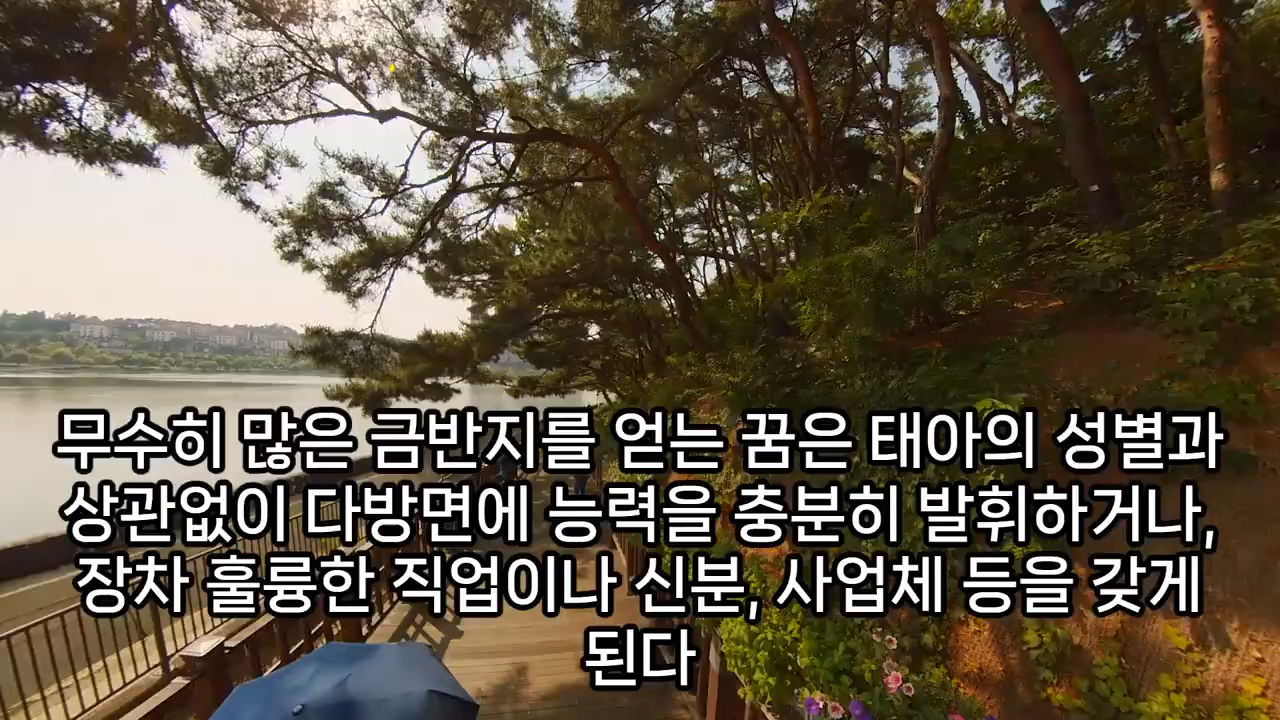 무수히 많은 금반지를 얻는 꿈은 태아의 성별과
상관없이 다방면에 능력을 충분히 발휘하거나,
장차 훌륭한 직업이나 신분, 사업체 등을 갖게
된다